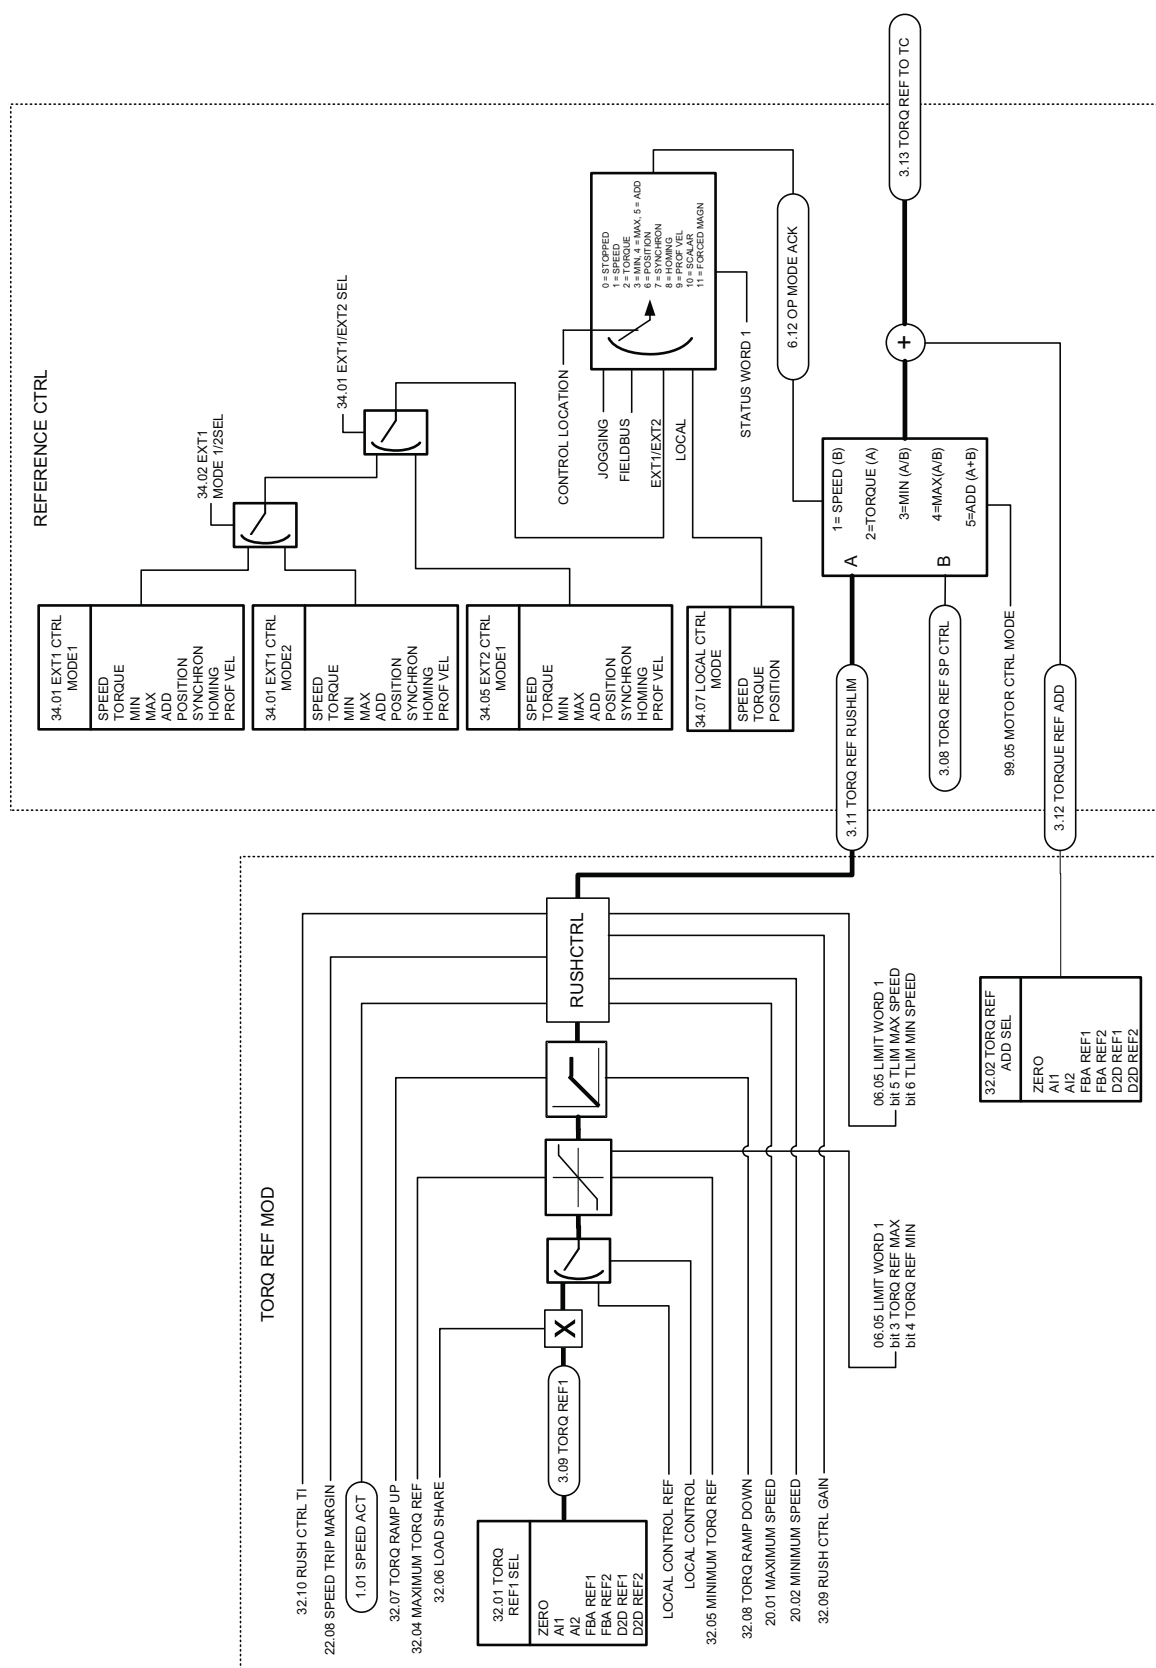 TORQ REF MOD
32.10 RUSH CTRL TI
22.08 SPEED TRIP MARGIN
1.01 SPEED ACT
32.07 TORQ RAMP UP
32.04 MAXIMUM TORQ REF
32.06 LOAD SHARE
32.01 TORQ
REF1 SEL
ZERO
AI1
AI2
FBA REF1
FBA REF2
D2D REF1
D2D REF2
3.09 TORQ REF1
X
RUSHCTRL
LOCAL CONTROL REF
LOCAL CONTROL
32.05 MINIMUM TORQ REF
32.08 TORQ RAMP DOWN
20.01 MAXIMUM SPEED
20.02 MINIMUM SPEED
32.09 RUSH CTRL GAIN
06.05 LIMIT WORD 1
bit 3 TORQ REF MAX
bit 4 TORQ REF MIN
06.05 LIMIT WORD 1
bit 5 TLIM MAX SPEED
bit 6 TLIM MIN SPEED
32.02 TORQ REF
ADD SEL
ZERO
AI1
AI2
FBA REF1
FBA REF2
D2D REF1
D2D REF2
REFERENCE CTRL
34.01 EXT1 CTRL
MODE1
SPEED
TORQUE
MIN
MAX
ADD
POSITION
SYNCHRON
HOMING
PROF VEL
34.01 EXT1 CTRL
MODE2
SPEED
TORQUE
MIN
MAX
ADD
POSITION
SYNCHRON
HOMING
PROF VEL
34.05 EXT2 CTRL
MODE1
SPEED
TORQUE
MIN
MAX
ADD
POSITION
SYNCHRON
HOMING
PROF VEL
34.07 LOCAL CTRL
MODE
SPEED
TORQUE
POSITION
34.02 EXT1
MODE 1/2SEL
34.01 EXT1/EXT2 SEL
CONTROL LOCATION
JOGGING
FIELDBUS
EXT1/EXT2
LOCAL
0 = STOPPED
1 = SPEED
2 = TORQUE
3 = MIN, 4 = MAX, 5 = ADD
6 = POSITION
7 = SYNCHRON
8 = HOMING
9 = PROF VEL
10 = SCALAR
11 = FORCED MAGN
STATUS WORD 1
6.12 OP MODE ACK
3.11 TORQ REF RUSHLIM
3.08 TORQ REF SP CTRL
99.05 MOTOR CTRL MODE
3.12 TORQUE REF ADD
A
B
1= SPEED (B)
2=TORQUE (A)
3=MIN (A/B)
4=MAX(A/B)
5=ADD (A+B)
+
3.13 TORQ REF TO TC